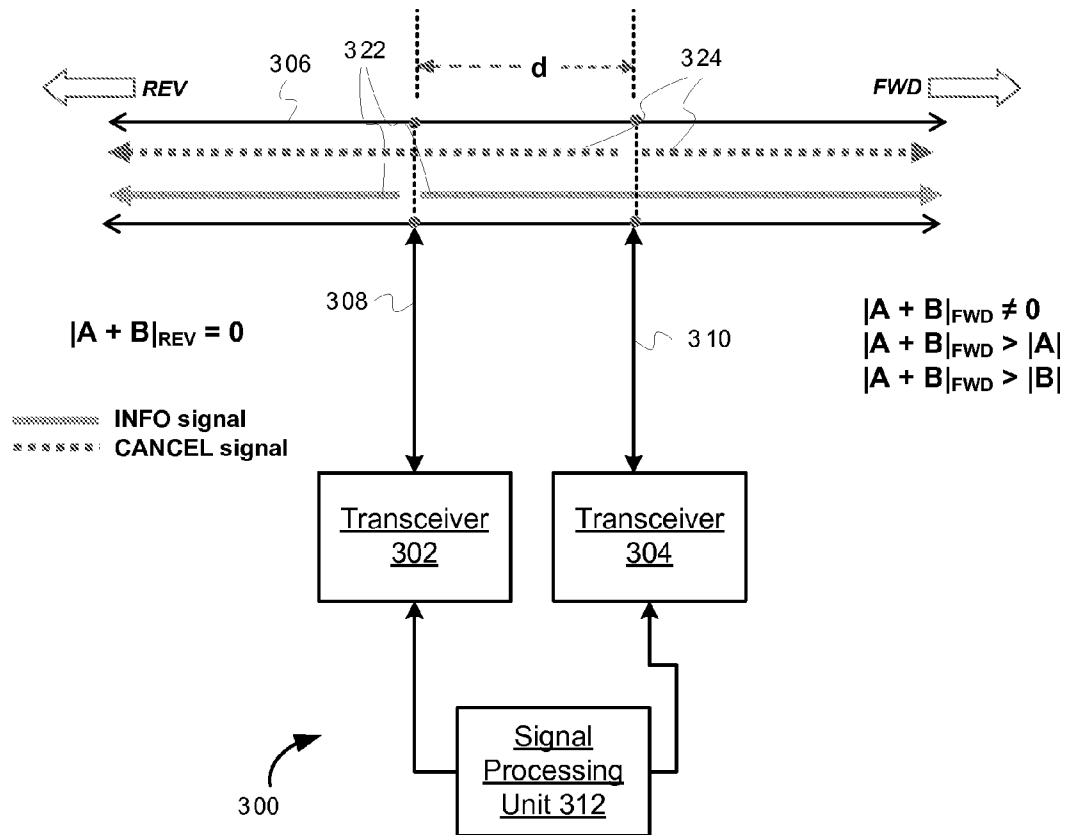 306
322
d
324
REV
FWD
308
310
|A + B|REV = 0
|A + B|FWD ≠ 0
|A + B|FWD > |A|
|A + B|FWD > |B|
INFO signal
CANCEL signal
Transceiver
302
Transceiver
304
Signal
Processing
Unit 312
300